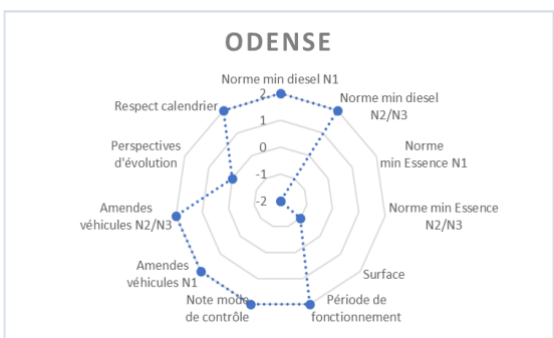 ODENSE
Norme min diesel N1
2
1
0
-1
-2
Norme min diesel
N2/N3
Norme
min Essence N1
Norme min Essence
N2/N3
Surface
Période de
fonctionnement
Note mode
de contrôle
Amendes
véhicules N1
Amendes
véhicules N2/N3
Perspectives
d'évolution
Respect calendrier